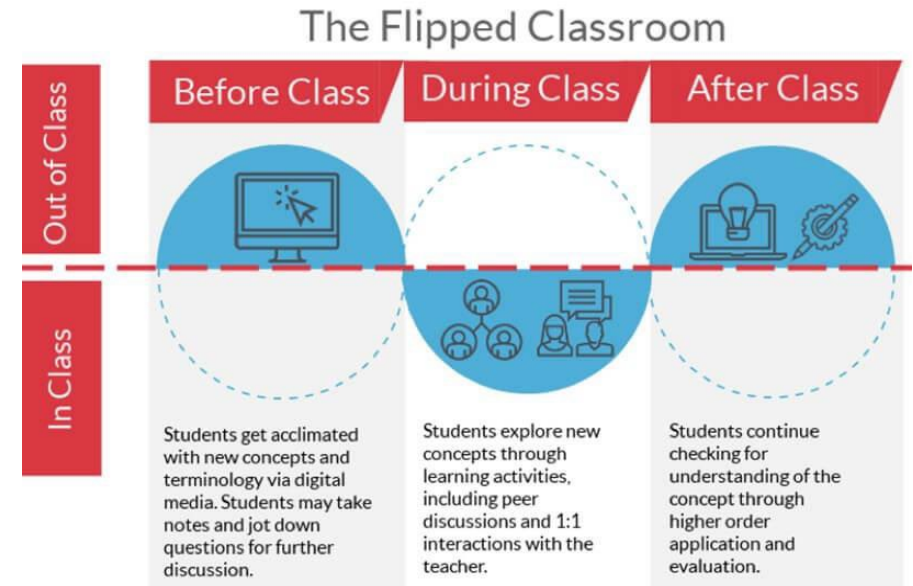 The Flipped Classroom
Before Class
During Class
After Class
Out of Class
In Class
Students get acclimated
with new concepts and
terminology via digital
media. Students may take
notes and jot down
questions for further
discussion.
Students explore new
concepts through
learning activities,
including peer
discussions and 1:1
interactions with the
teacher.
Students continue
checking for
understanding of the
concept through
higher order
application and
evaluation.